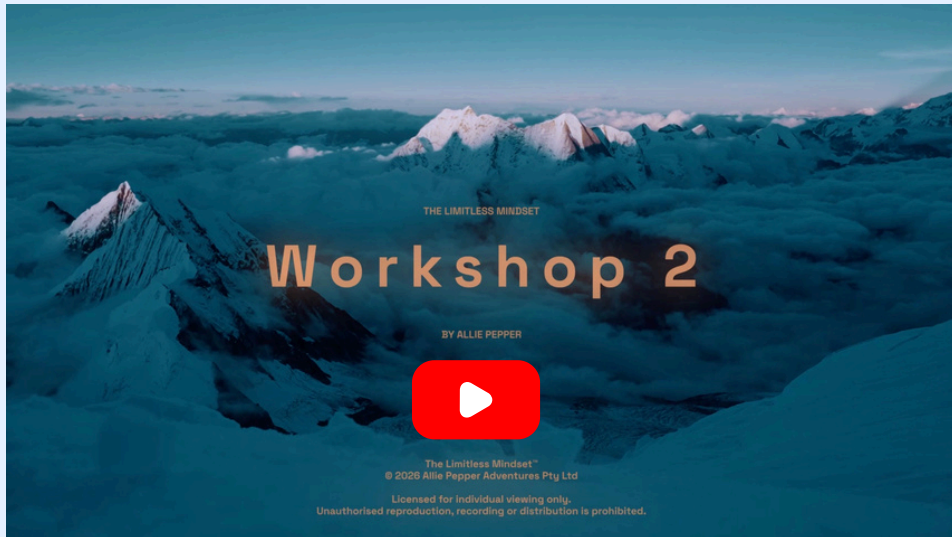 THE LIMITLESS MINDSET
Workshop 2
BY ALLIE PEPPER
The Limitless Mindset™
© 2026 Allie Pepper Adventures Pty Ltd
Licensed for individual viewing only.
Unauthorised reproduction, recording or distribution is prohibited.